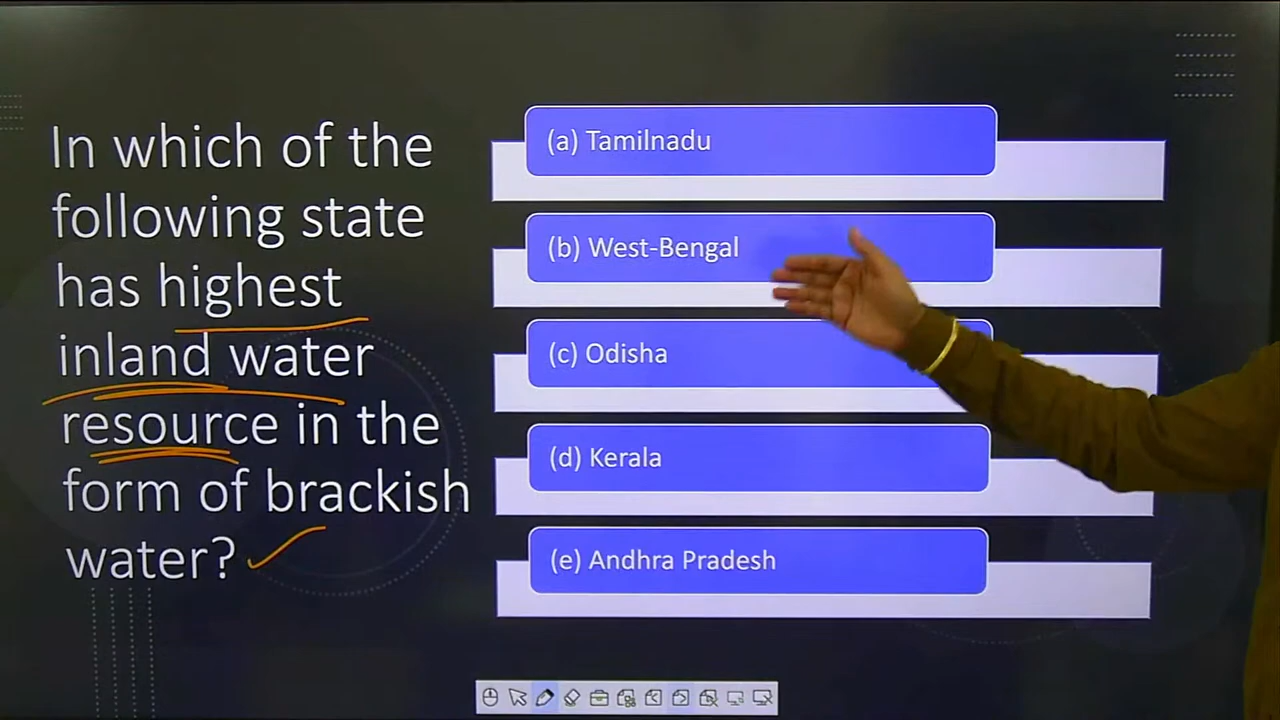 In which of the
following state
has highest
inland water
resource in the
form of brackish
water?
(a) Tamilnadu
(b) West-Bengal
(c) Odisha
(d) Kerala
(e) Andhra Pradesh